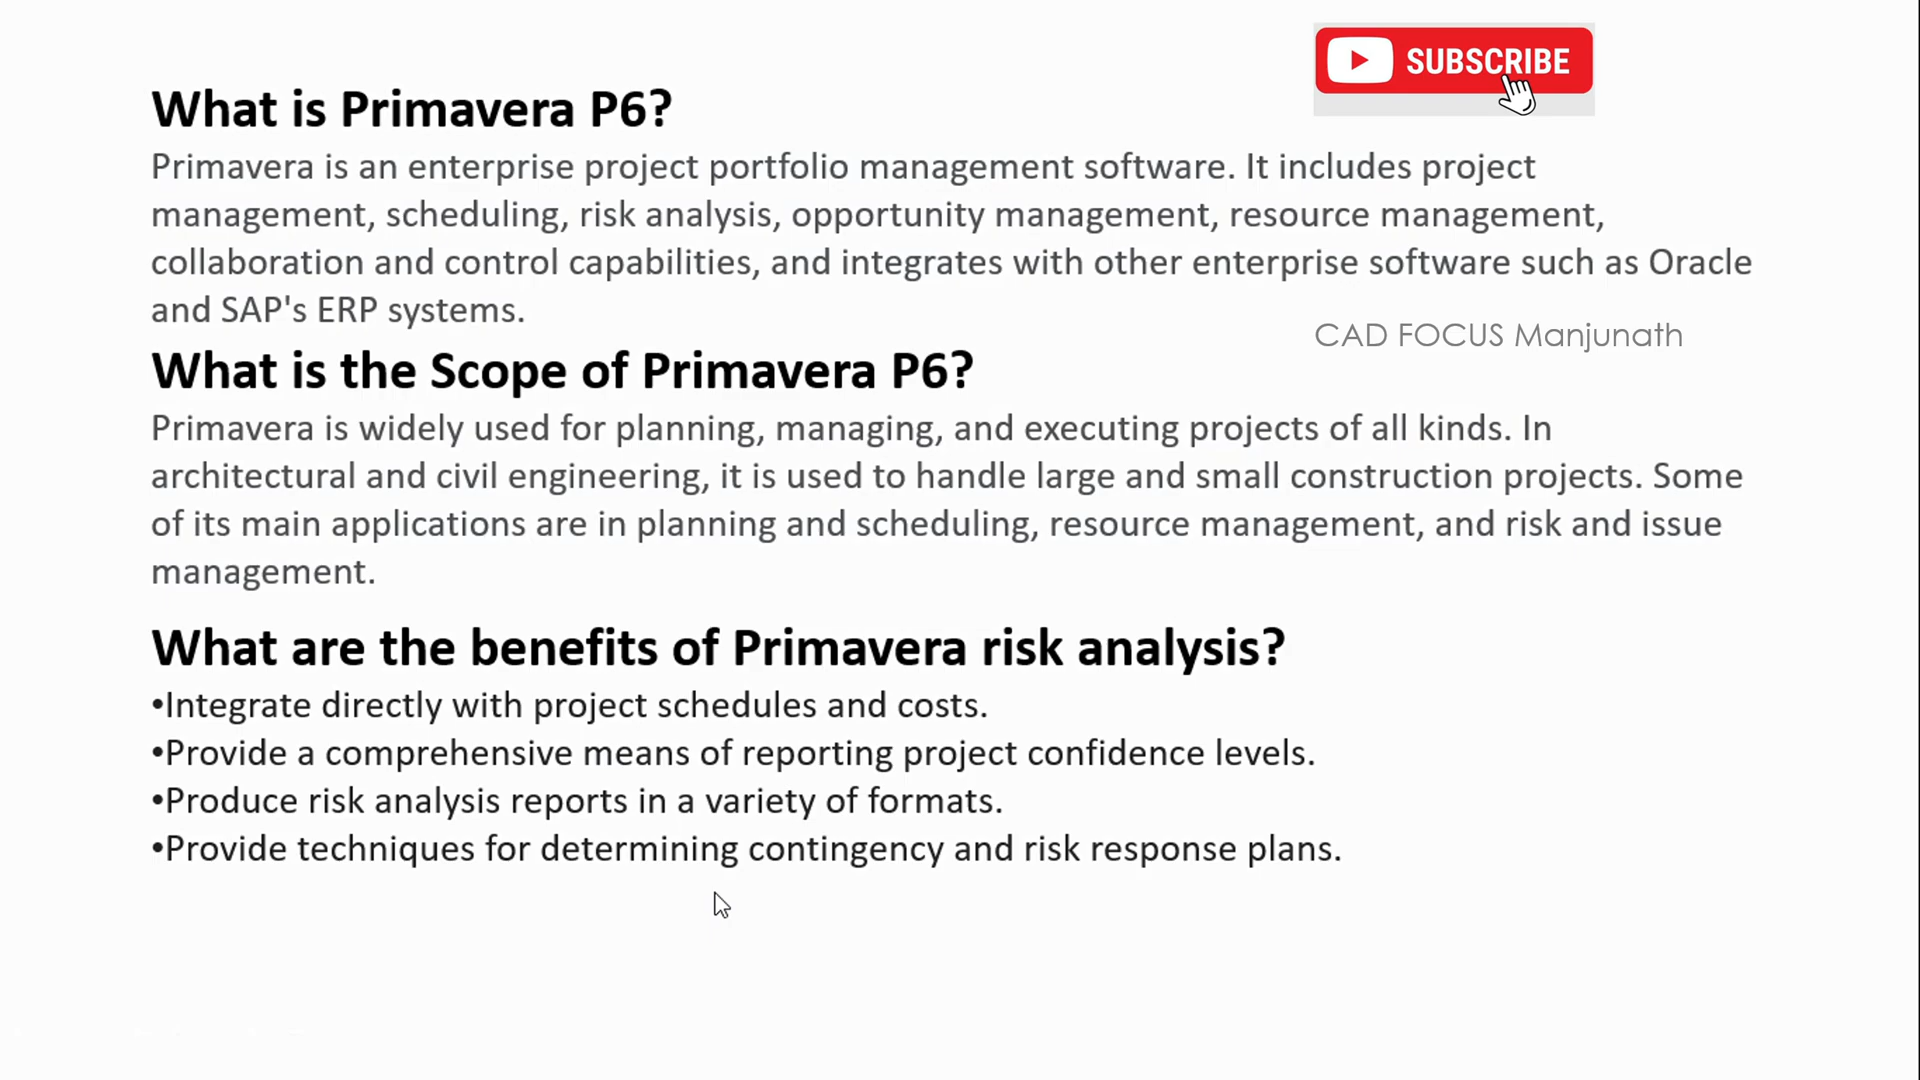 SUBSCRIBE
What is Primavera P6?
Primavera is an enterprise project portfolio management software. It includes project
management, scheduling, risk analysis, opportunity management, resource management,
collaboration and control capabilities, and integrates with other enterprise software such as Oracle
and SAP's ERP systems.
CAD FOCUS Manjunath
What is the Scope of Primavera P6?
Primavera is widely used for planning, managing, and executing projects of all kinds. In
architectural and civil engineering, it is used to handle large and small construction projects. Some
of its main applications are in planning and scheduling, resource management, and risk and issue
management.
What are the benefits of Primavera risk analysis?
•Integrate directly with project schedules and costs.
•Provide a comprehensive means of reporting project confidence levels.
•Produce risk analysis reports in a variety of formats.
•Provide techniques for determining contingency and risk response plans.